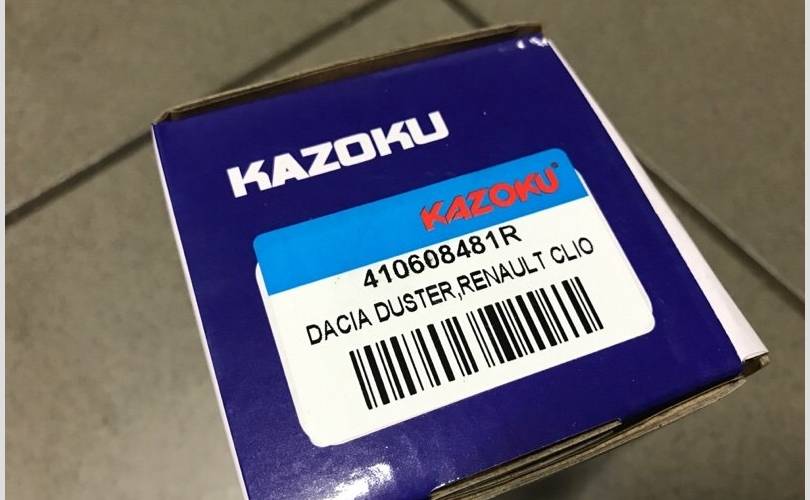 KAZOKU
KAZOKU®
410608481R
DACIA DUSTER,RENAULT CLIO